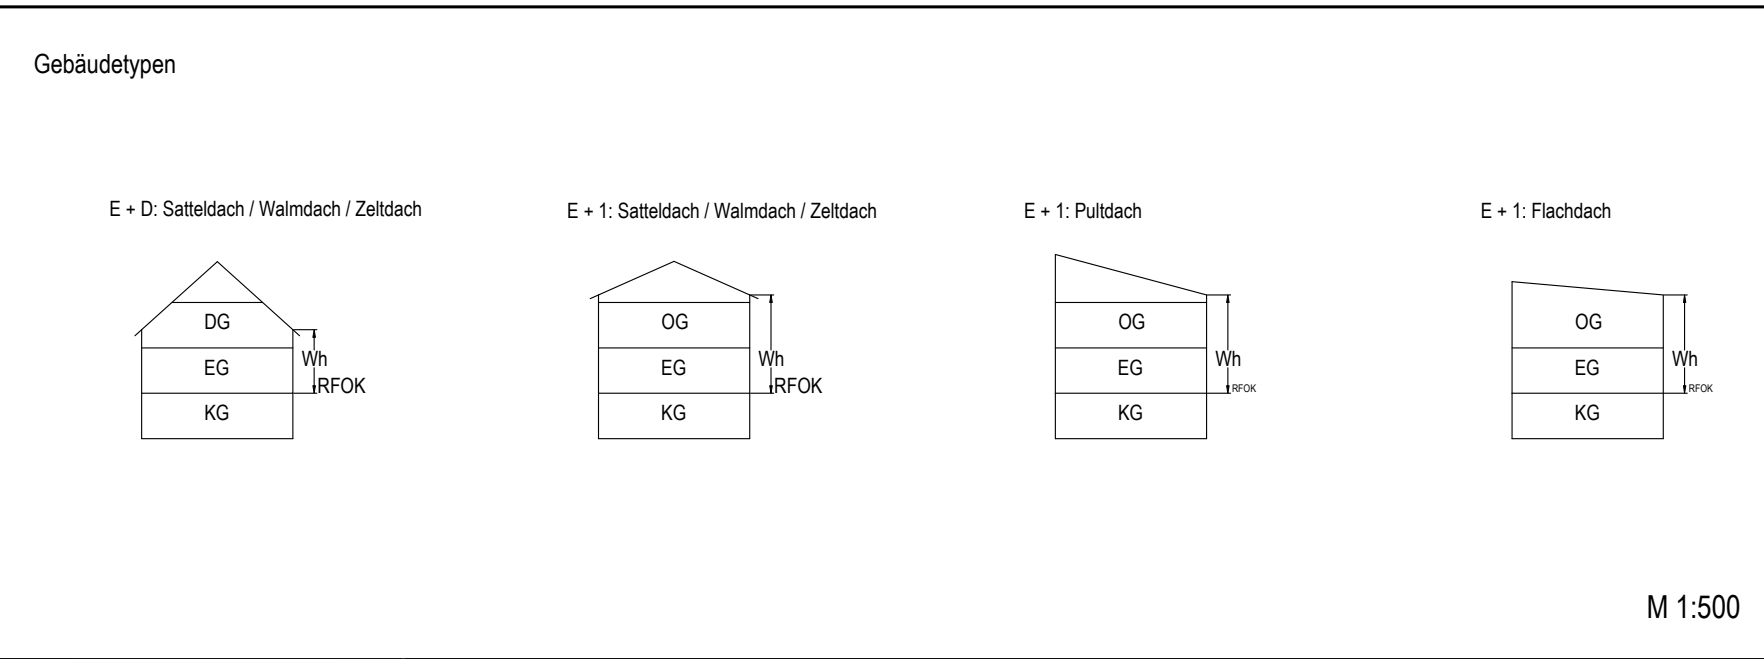 Gebäudetypen
E + D: Satteldach / Walmdach / Zeltdach
DG
EG
KG
Wh
RFOK
E + 1: Satteldach / Walmdach / Zeltdach
OG
EG
KG
Wh
RFOK
E + 1: Pultdach
OG
EG
KG
Wh
RFOK
E + 1: Flachdach
OG
EG
KG
Wh
RFOK
M 1:500